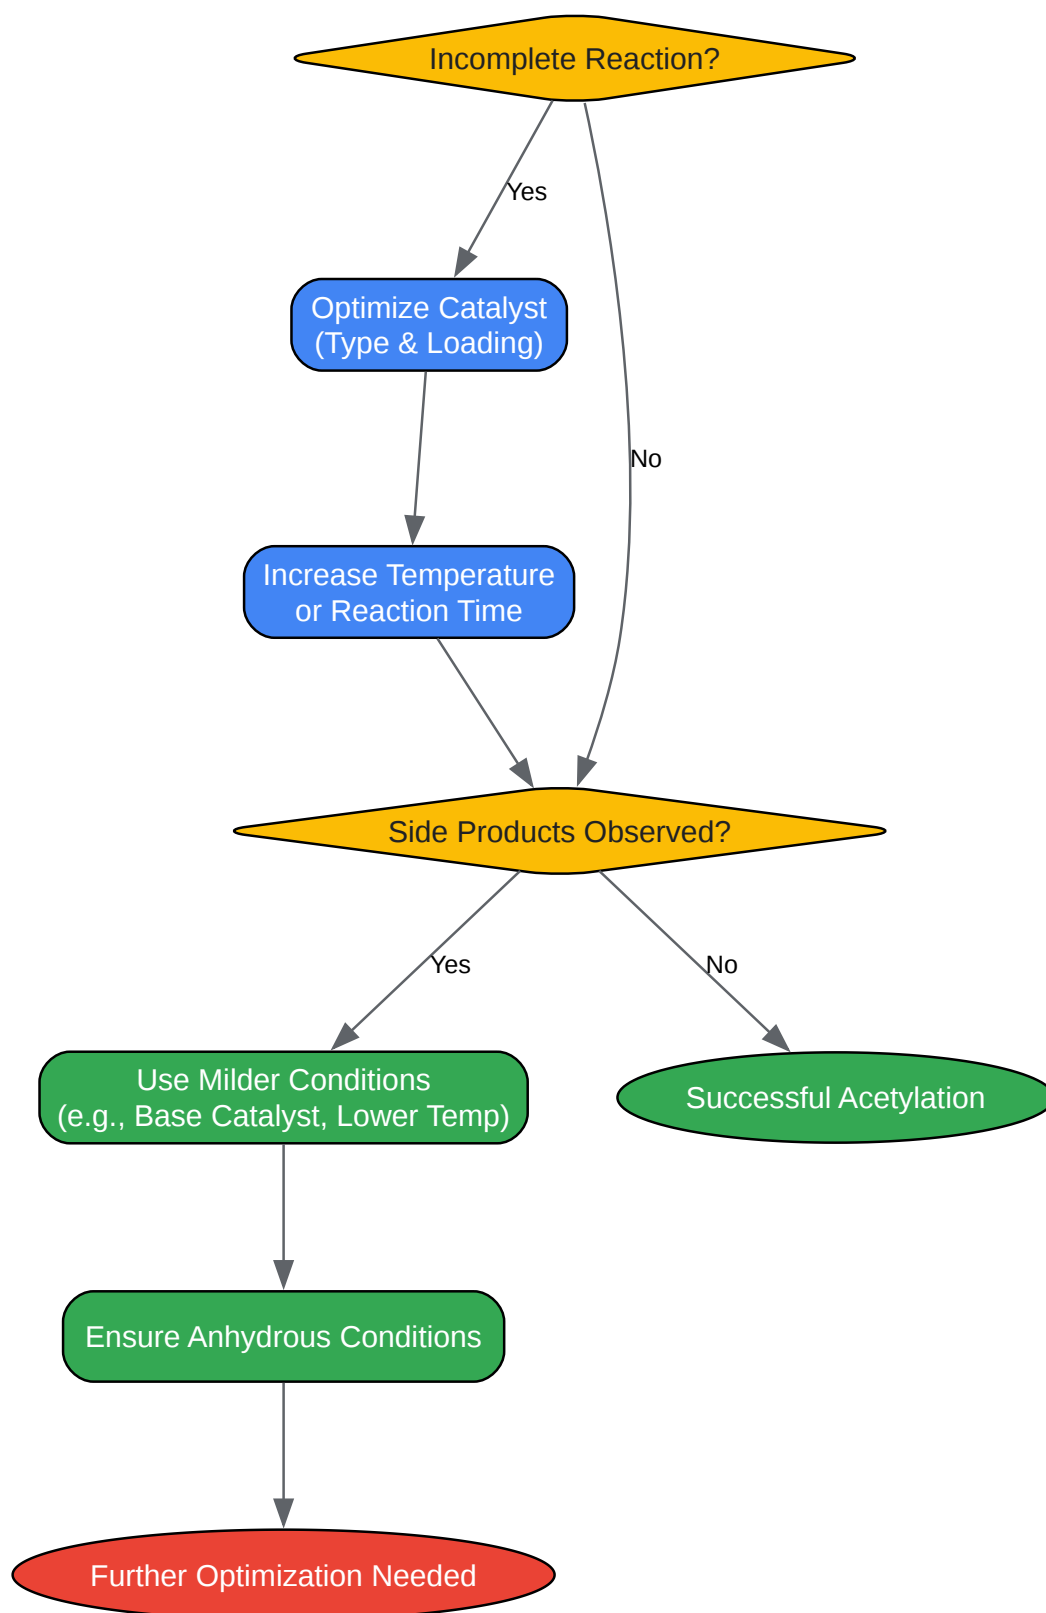 Incomplete Reaction?
Yes
Optimize Catalyst
(Type & Loading)
No
Increase Temperature
or Reaction Time
Side Products Observed?
Yes
No
Use Milder Conditions
(e.g., Base Catalyst, Lower Temp)
Successful Acetylation
Ensure Anhydrous Conditions
Further Optimization Needed